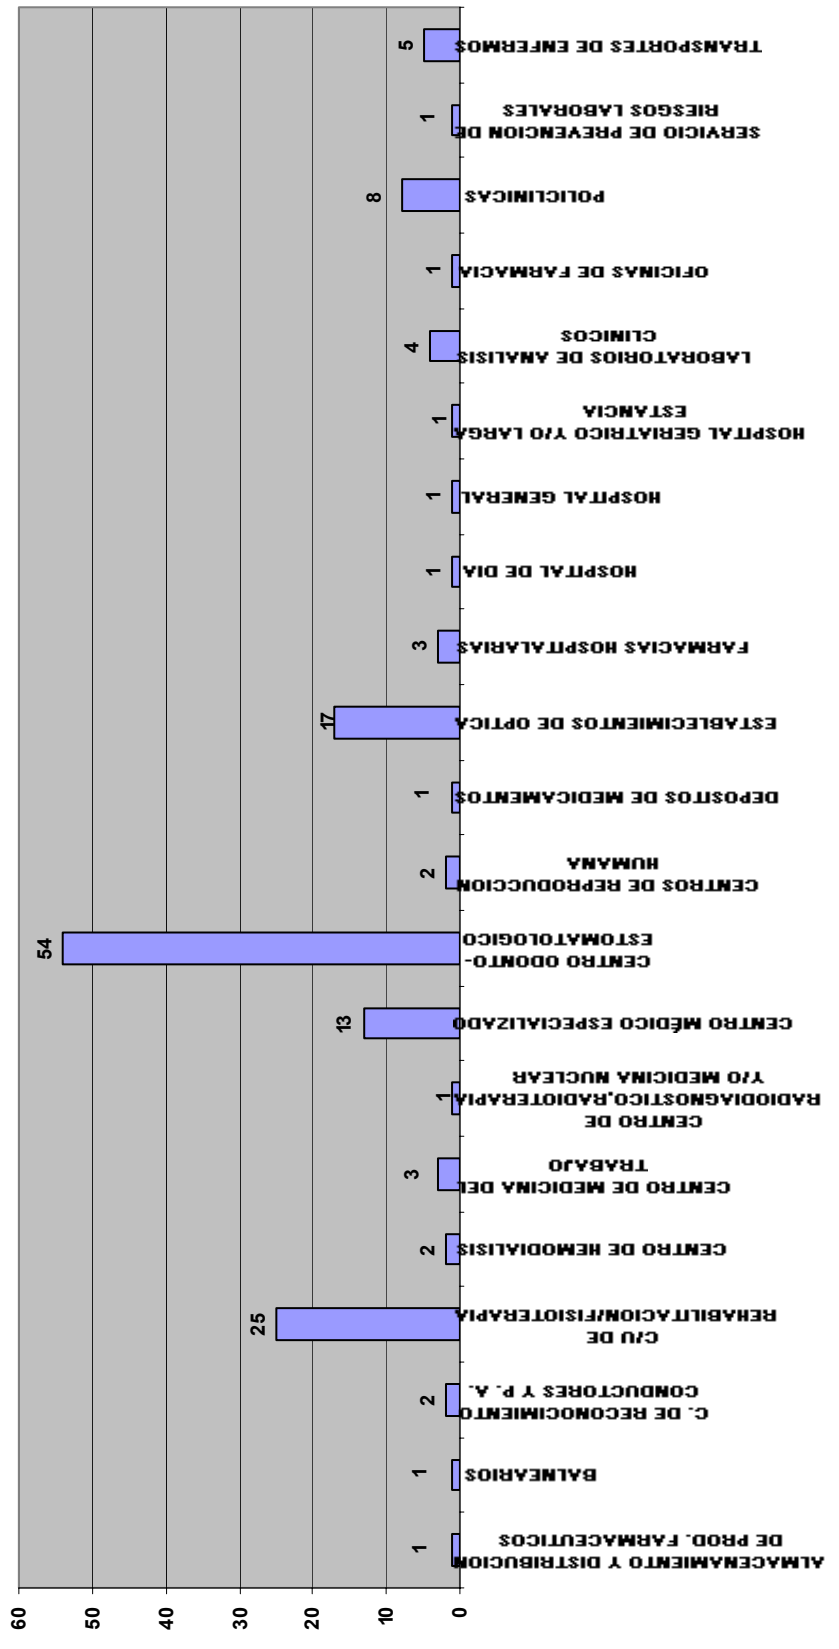 5
TRANSPORTES DE ENFERMOS
1
SERVICIO DE PREVENCION DE
RIESGOS LABORALES
8
POLICLINICAS
1
OFICINAS DE FARMACIA
4
LABORATORIOS DE ANALISIS
CLINICOS
1
HOSPITAL GERIATRICO Y/O LARGA
ESTANCIA
1
HOSPITAL GENERAL
1
HOSPITAL DE DIA
3
FARMACIAS HOSPITALARIAS
17
ESTABLECIMIENTOS DE OPTICA
1
DEPOSITOS DE MEDICAMENTOS
2
CENTROS DE REPRODUCCION
HUMANA
54
CENTRO ODONTO-
ESTOMATOLOGICO
13
CENTRO MÉDICO ESPECIALIZADO
1
CENTRO DE
RADIODIAGNOSTICO,RADIOTERAPIA
Y/O MEDICINA NUCLEAR
3
CENTRO DE MEDICINA DEL
TRABAJO
2
CENTRO DE HEMODIALISIS
25
C/U DE
REHABILITACION/FISIOTERAPIA
2
C. DE RECONOCIMIENTO
CONDUCTORES Y P. A.
1
BALNEARIOS
1
ALMACENAMIENTO Y DISTRIBUCION
DE PROD. FARMACEUTICOS
60
50
40
30
20
10
0